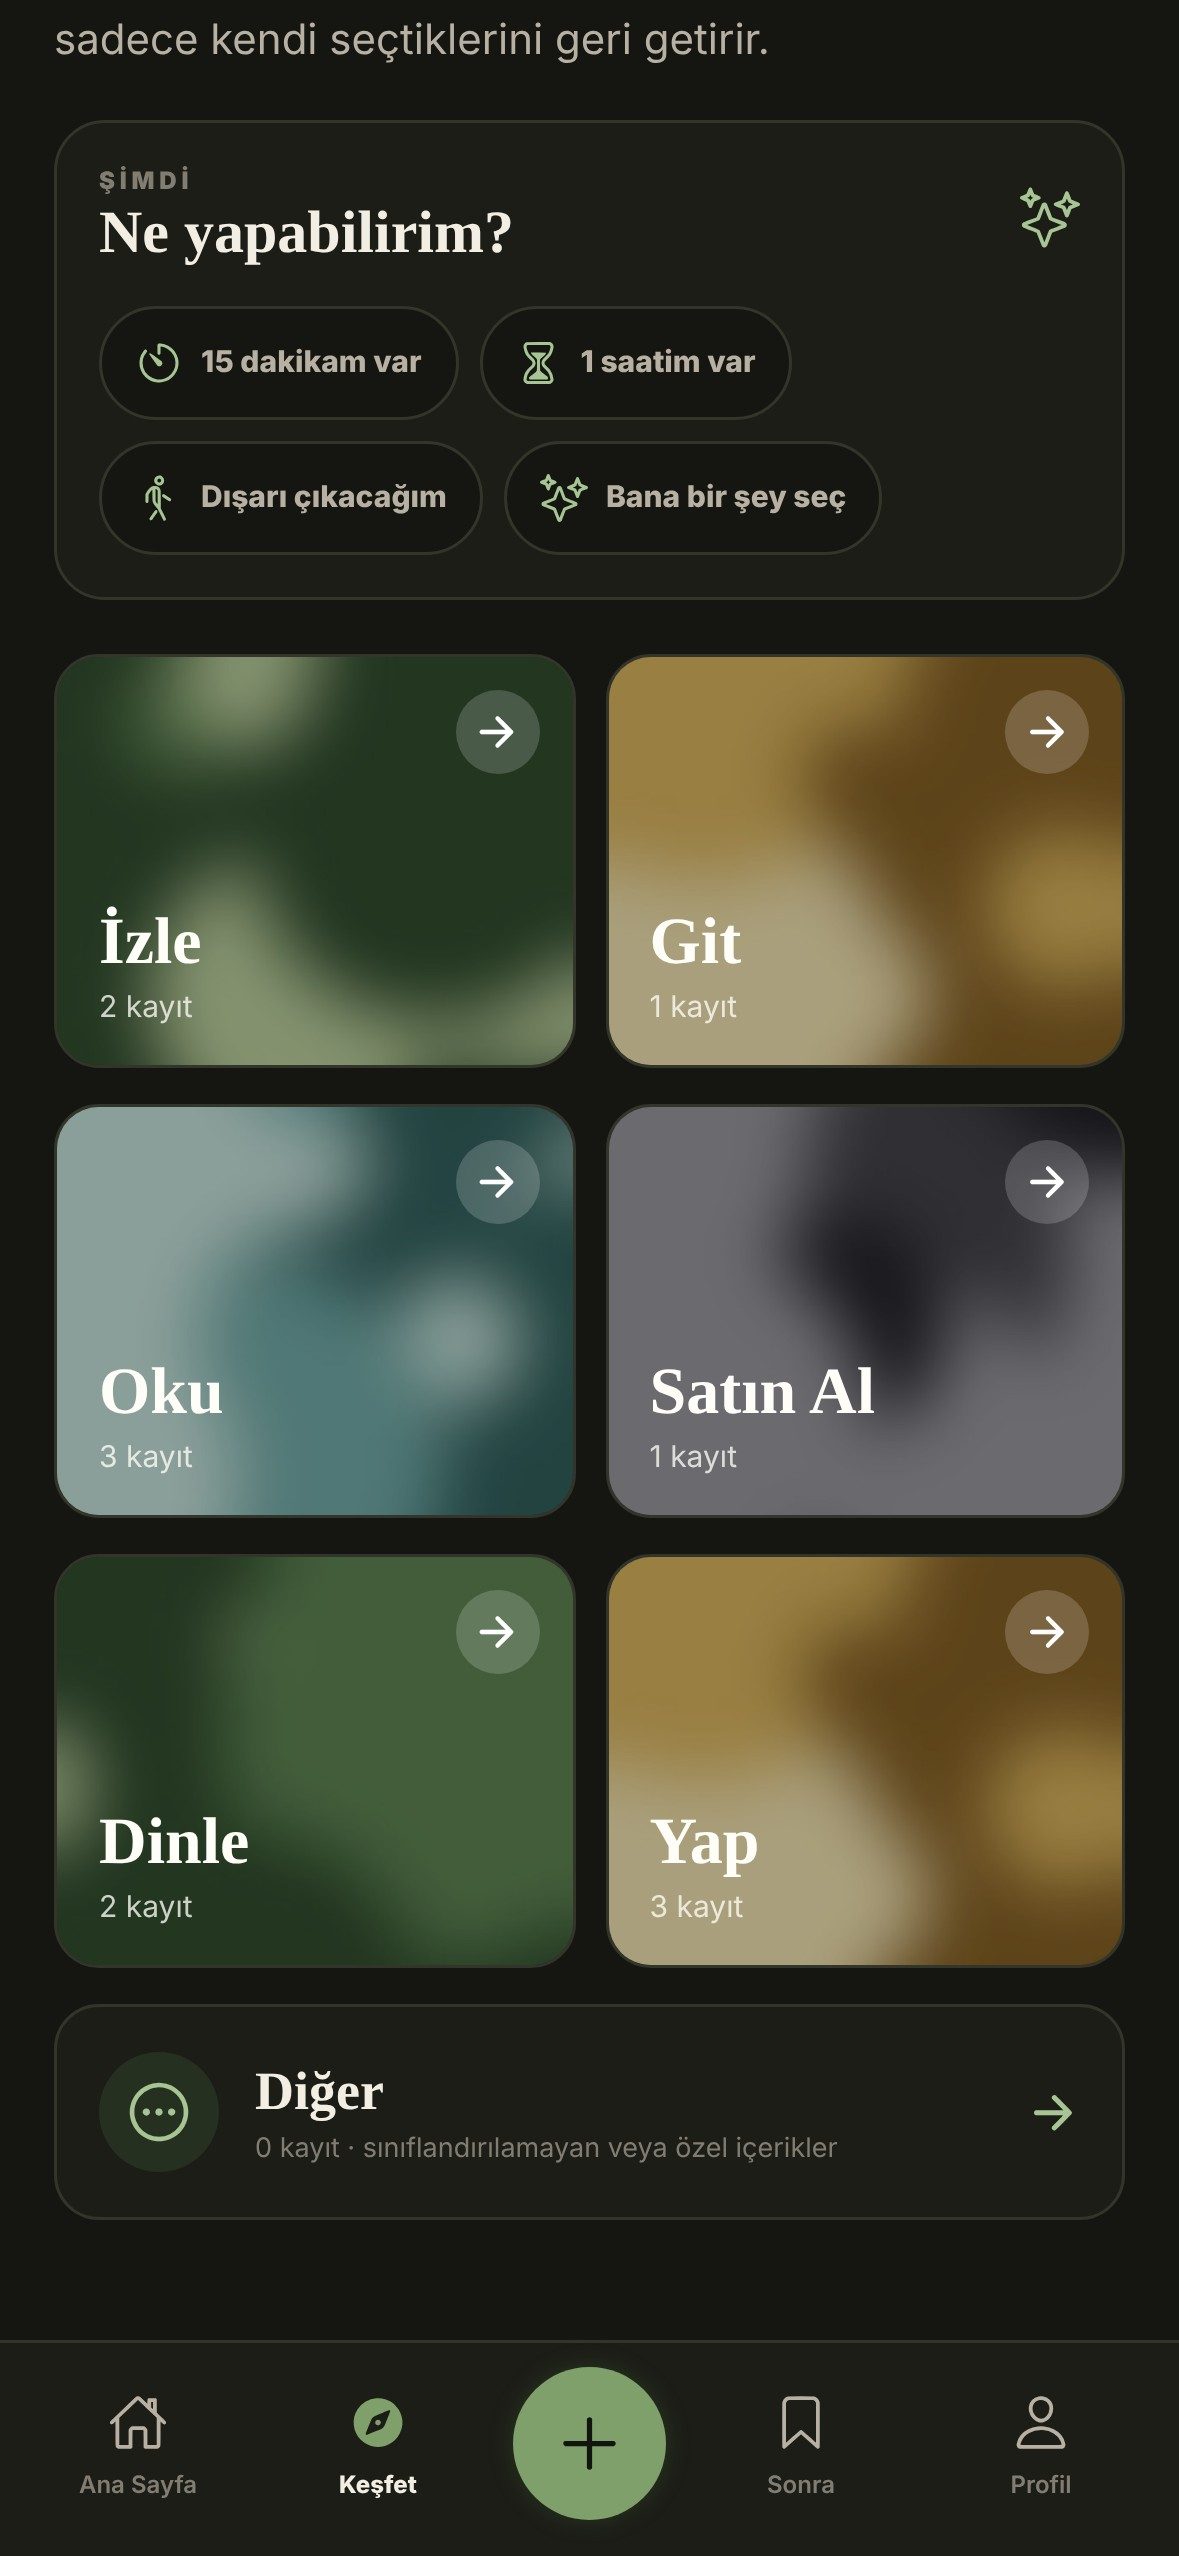 sadece kendi seçtiklerini geri getirir.
ŞİMDİ
Ne yapabilirim?
15 dakikam var
1 saatim var
Dışarı çıkacağım
Bana bir şey seç
İzle
2 kayıt
Git
1 kayıt
Oku
3 kayıt
Satın Al
1 kayıt
Dinle
2 kayıt
Yap
3 kayıt
Diğer
0 kayıt · sınıflandırılamayan veya özel içerikler
Ana Sayfa
Keşfet
Sonra
Profil